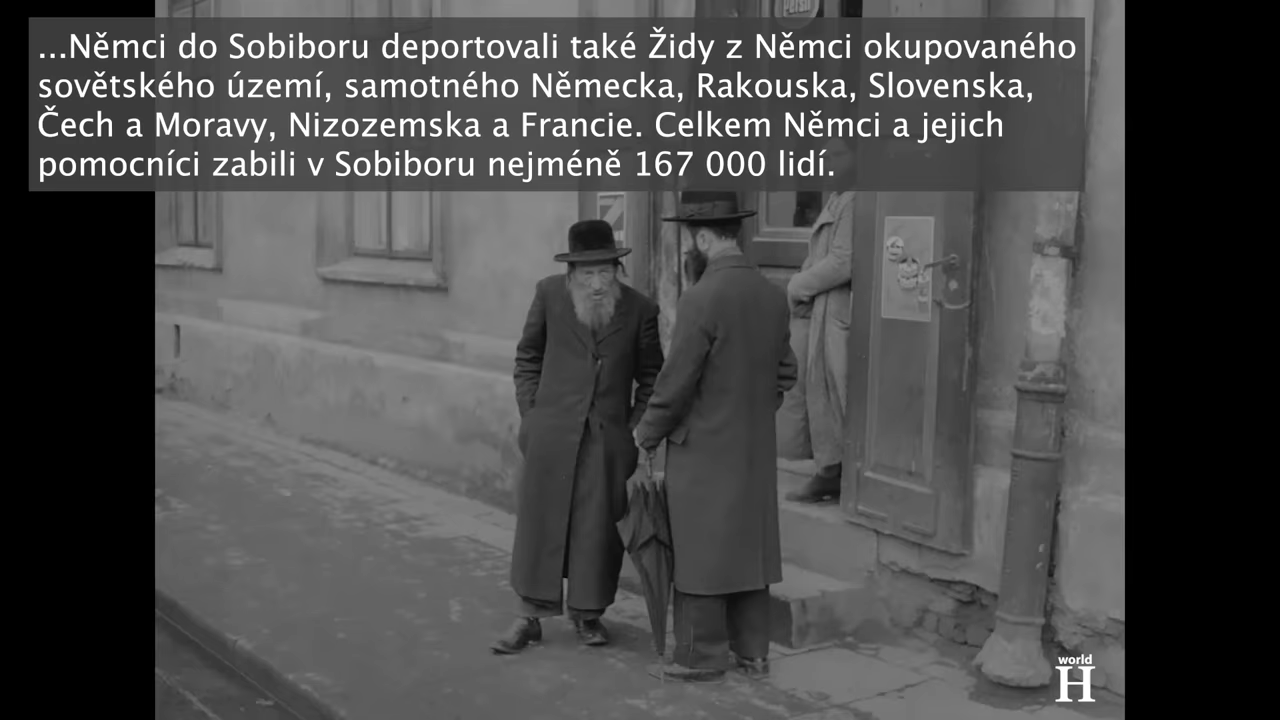 Persil
...Němci do Sobiboru deportovali také Židy z Němci okupovaného
sovětského území, samotného Německa, Rakouska, Slovenska,
Čech a Moravy, Nizozemska a Francie. Celkem Němci a jejich
pomocníci zabili v Sobiboru nejméně 167 000 lidí.
world
H